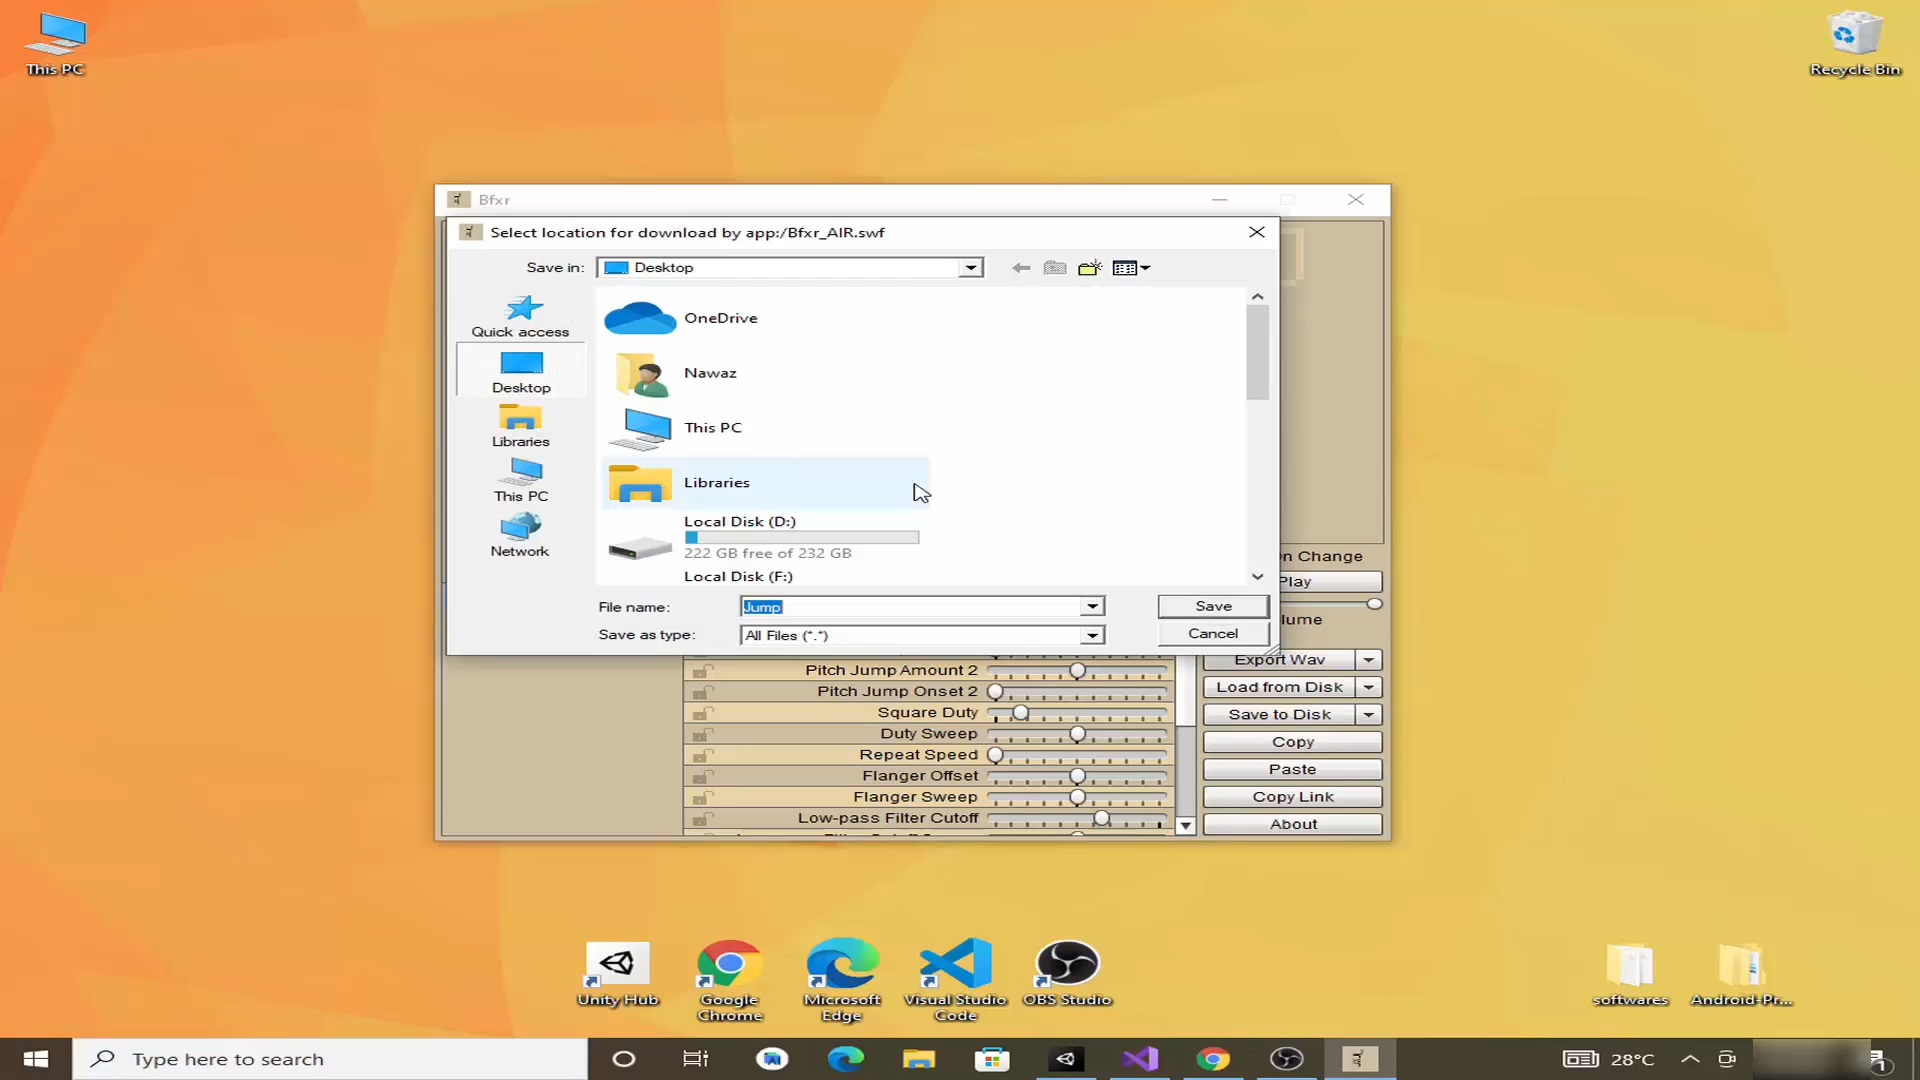 This PC
Recycle Bin
Bfxr
Select location for download by app:/Bfxr_AIR.swf
Save in:
Desktop
Quick access
Desktop
Libraries
This PC
Network
OneDrive
Nawaz
This PC
Libraries
Local Disk (D:)
222 GB free of 232 GB
Local Disk (F:)
File name:
Jump
Save
Save as type:
All Files (*.*)
Cancel
n Change
Play
lume
Export Wav
Load from Disk
Save to Disk
Copy
Paste
Copy Link
About
Pitch Jump Amount 2
Pitch Jump Onset 2
Square Duty
Duty Sweep
Repeat Speed
Flanger Offset
Flanger Sweep
Low-pass Filter Cutoff
Unity Hub
Google Chrome
Microsoft Edge
Visual Studio Code
OBS Studio
softwares
Android-Pr...
Type here to search
28°C
1